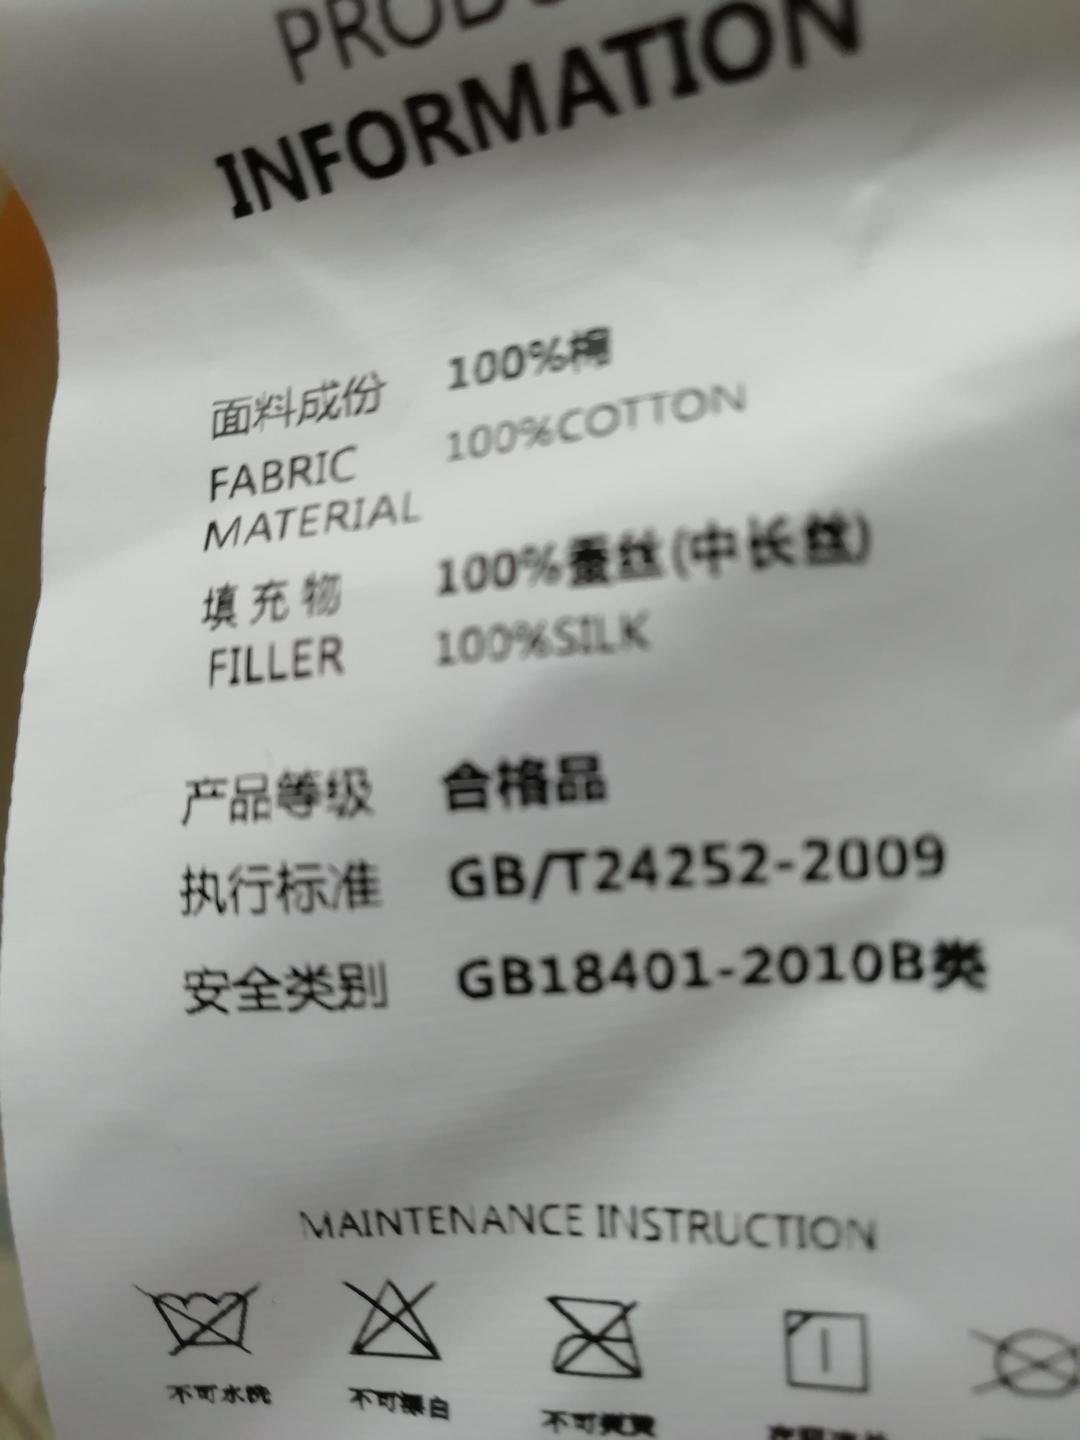 INFORMATION
面料成份 100%棉
FABRIC MATERIAL 100%COTTON
填充物 100%蚕丝(中长丝)
FILLER 100%SILK
产品等级 合格品
执行标准 GB/T24252-2009
安全类别 GB18401-2010B类
MAINTENANCE INSTRUCTION
不可水洗 不可漂白